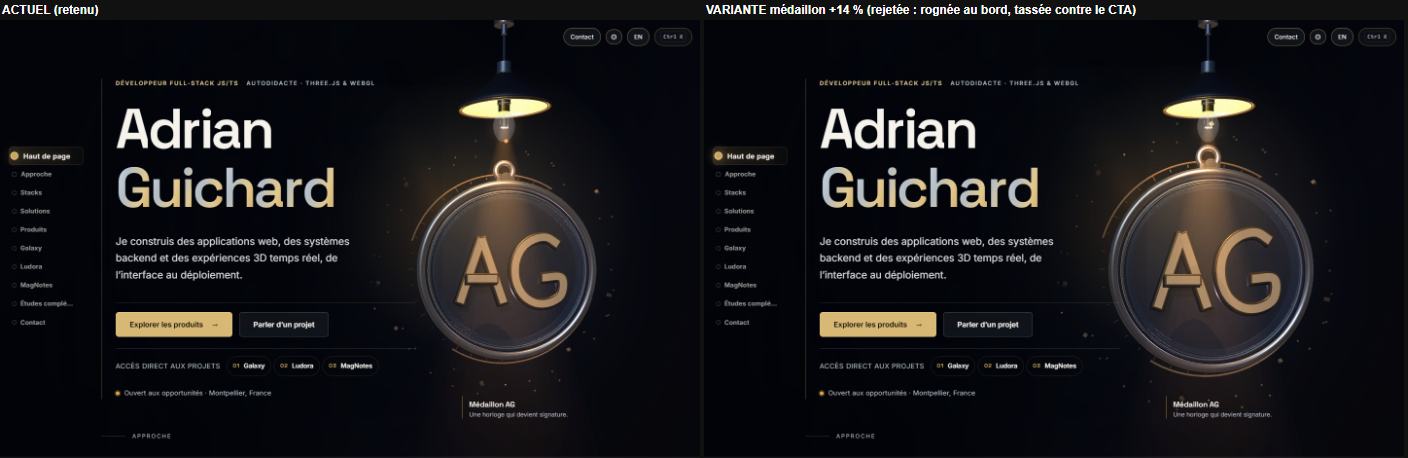 ACTUEL (retenu)
Contact EN Ctrl K
DÉVELOPPEUR FULL-STACK JS/TS AUTODIDACTE · THREE.JS & WEBGL
Adrian
Guichard
Haut de page
Approche
Stacks
Solutions
Produits
Galaxy
Ludora
MagNotes
Études complé...
Contact
Je construis des applications web, des systèmes
backend et des expériences 3D temps réel, de
l'interface au déploiement.
Explorer les produits → Parler d'un projet
ACCÈS DIRECT AUX PROJETS 01 Galaxy 02 Ludora 03 MagNotes
Ouvert aux opportunités · Montpellier, France
AG
Médaillon AG
Une horloge qui devient signature.
APPROCHE
VARIANTE médaillon +14 % (rejetée : rognée au bord, tassée contre le CTA)
Contact EN Ctrl K
DÉVELOPPEUR FULL-STACK JS/TS AUTODIDACTE · THREE.JS & WEBGL
Adrian
Guichard
Haut de page
Approche
Stacks
Solutions
Produits
Galaxy
Ludora
MagNotes
Études complé...
Contact
Je construis des applications web, des systèmes
backend et des expériences 3D temps réel, de
l'interface au déploiement.
Explorer les produits → Parler d'un projet
ACCÈS DIRECT AUX PROJETS 01 Galaxy 02 Ludora 03 MagNotes
Ouvert aux opportunités · Montpellier, France
AG
Médaillon AG
Une horloge qui devient signature.
APPROCHE